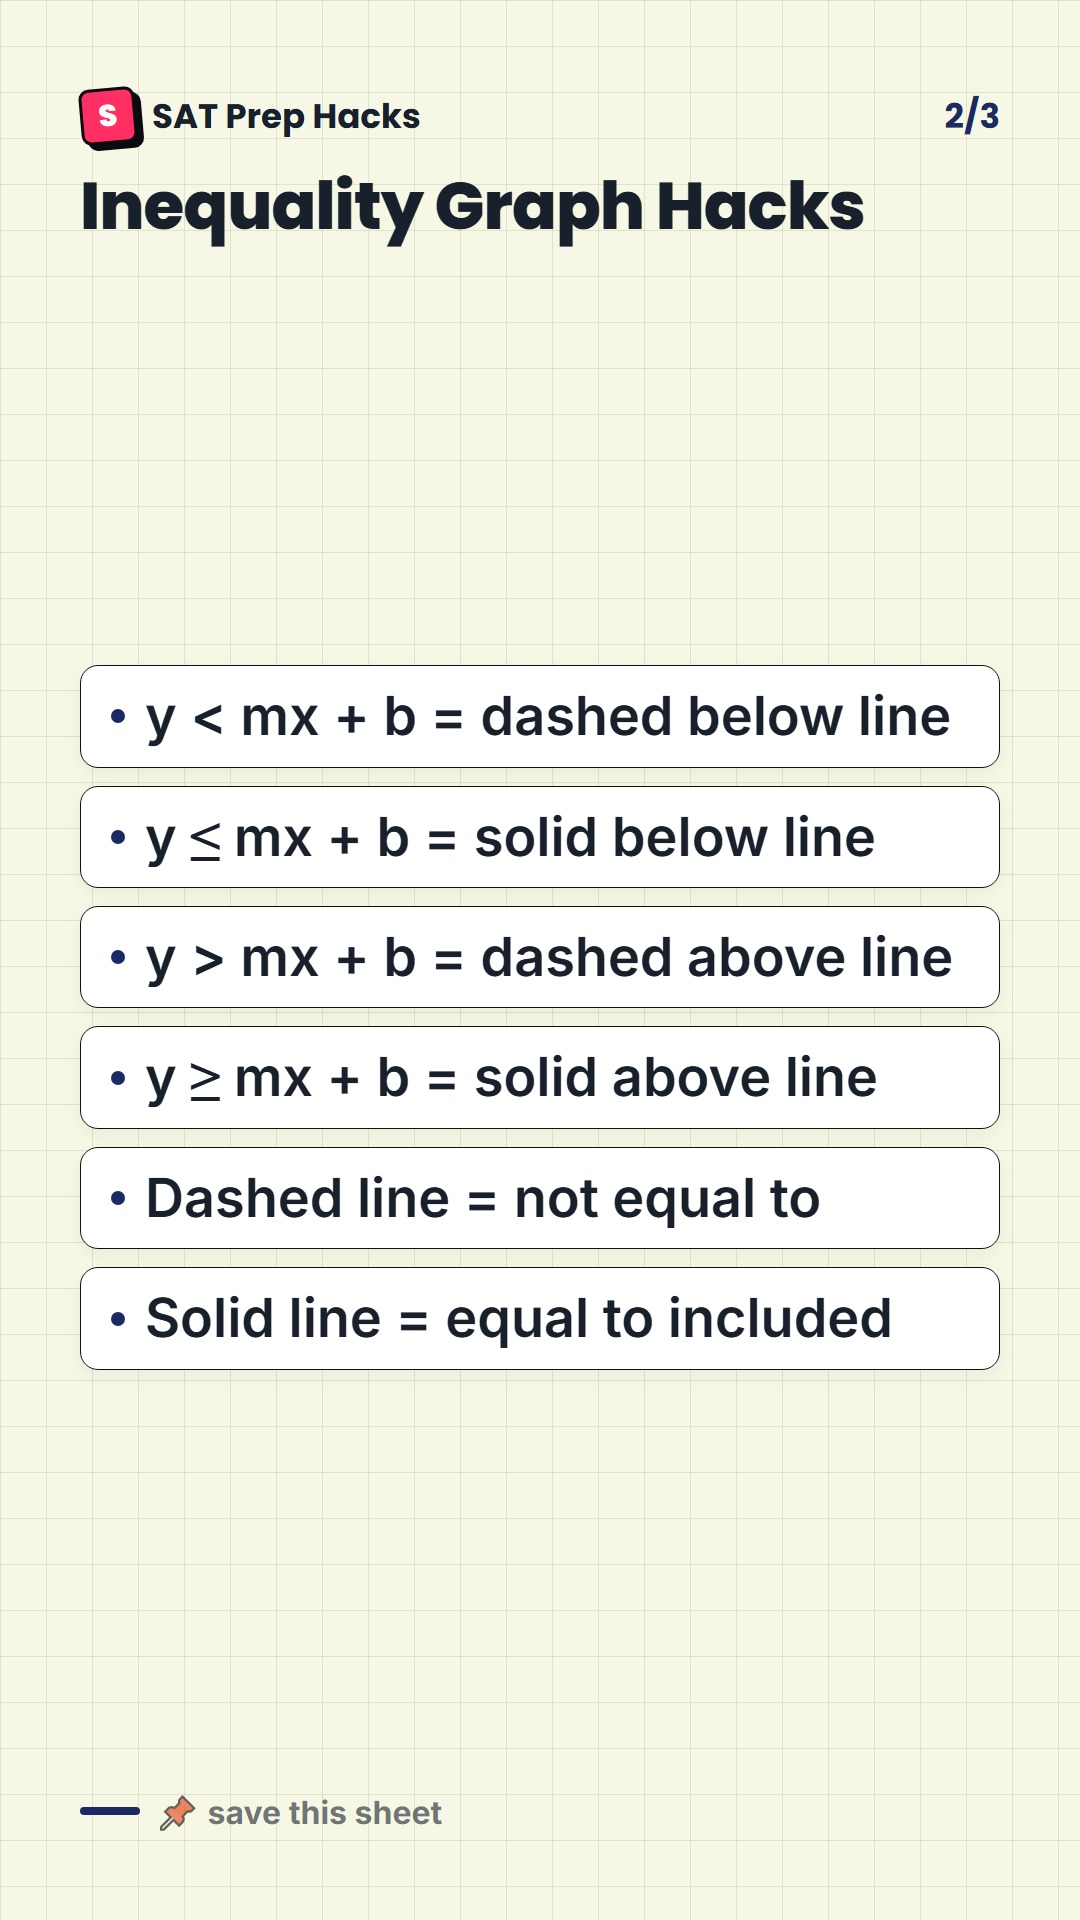 S SAT Prep Hacks 2/3
Inequality Graph Hacks
• y < mx + b = dashed below line
• y ≤ mx + b = solid below line
• y > mx + b = dashed above line
• y ≥ mx + b = solid above line
• Dashed line = not equal to
• Solid line = equal to included
📌 save this sheet